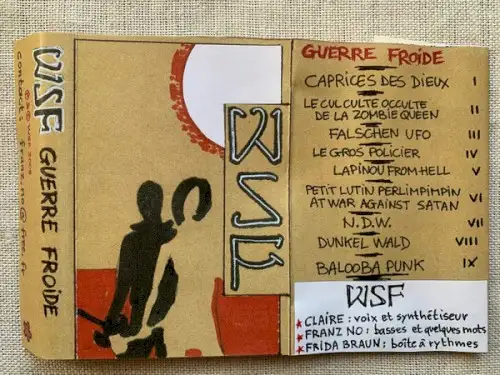 WSF GUERRE FROIDE
WSF
GUERRE FROIDE
CAPRICES DES DIEUX I
LE CUL CULTE OCCULTE
DE LA ZOMBIE QUEEN II
FALSCHEN UFO III
LE GROS POLICIER IV
LAPINOU FROM HELL V
PETIT LUTIN PERLIMPIMPIN
AT WAR AGAINST SATAN VI
N.D.W. VII
DUNKEL WALD VIII
BALOOBA PUNK IX
WSF
CLAIRE : voix et synthétiseur
FRANZ NO : basses et quelques mots
FRIDA BRAUN : boîte à rythmes